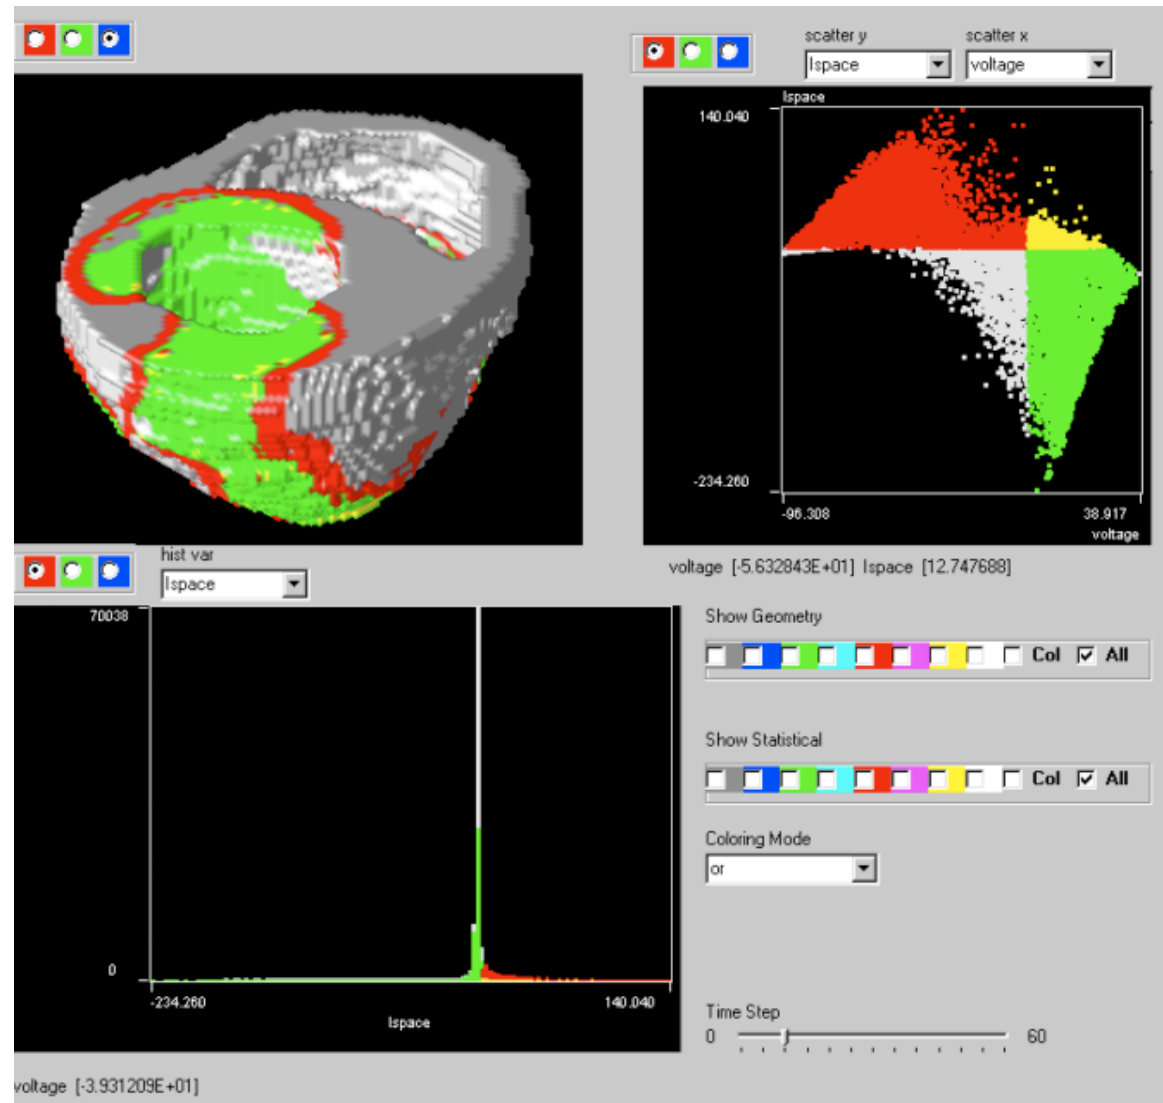 scatter y scatter x
Ispace voltage
Ispace
140.040
-234.260
-96.308 38.917
voltage
voltage [-5.632843E+01] Ispace [12.747688]
hist var
Ispace
70038
0
-234.260 140.040
Ispace
voltage [-3.931209E+01]
Show Geometry
Col All
Show Statistical
Col All
Coloring Mode
or
Time Step
0 60